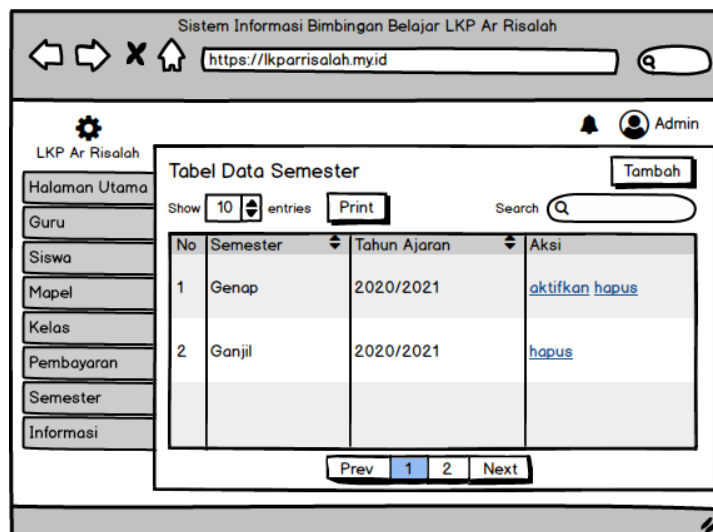 Sistem Informasi Bimbingan Belajar LKP Ar Risalah
https://lkparrisalah.my.id
Admin
LKP Ar Risalah
Halaman Utama
Guru
Siswa
Mapel
Kelas
Pembayaran
Semester
Informasi
Tabel Data Semester
Tambah
Show 10 entries Print Search
No Semester Tahun Ajaran Aksi
1 Genap 2020/2021 aktifkan hapus
2 Ganjil 2020/2021 hapus
Prev 1 2 Next